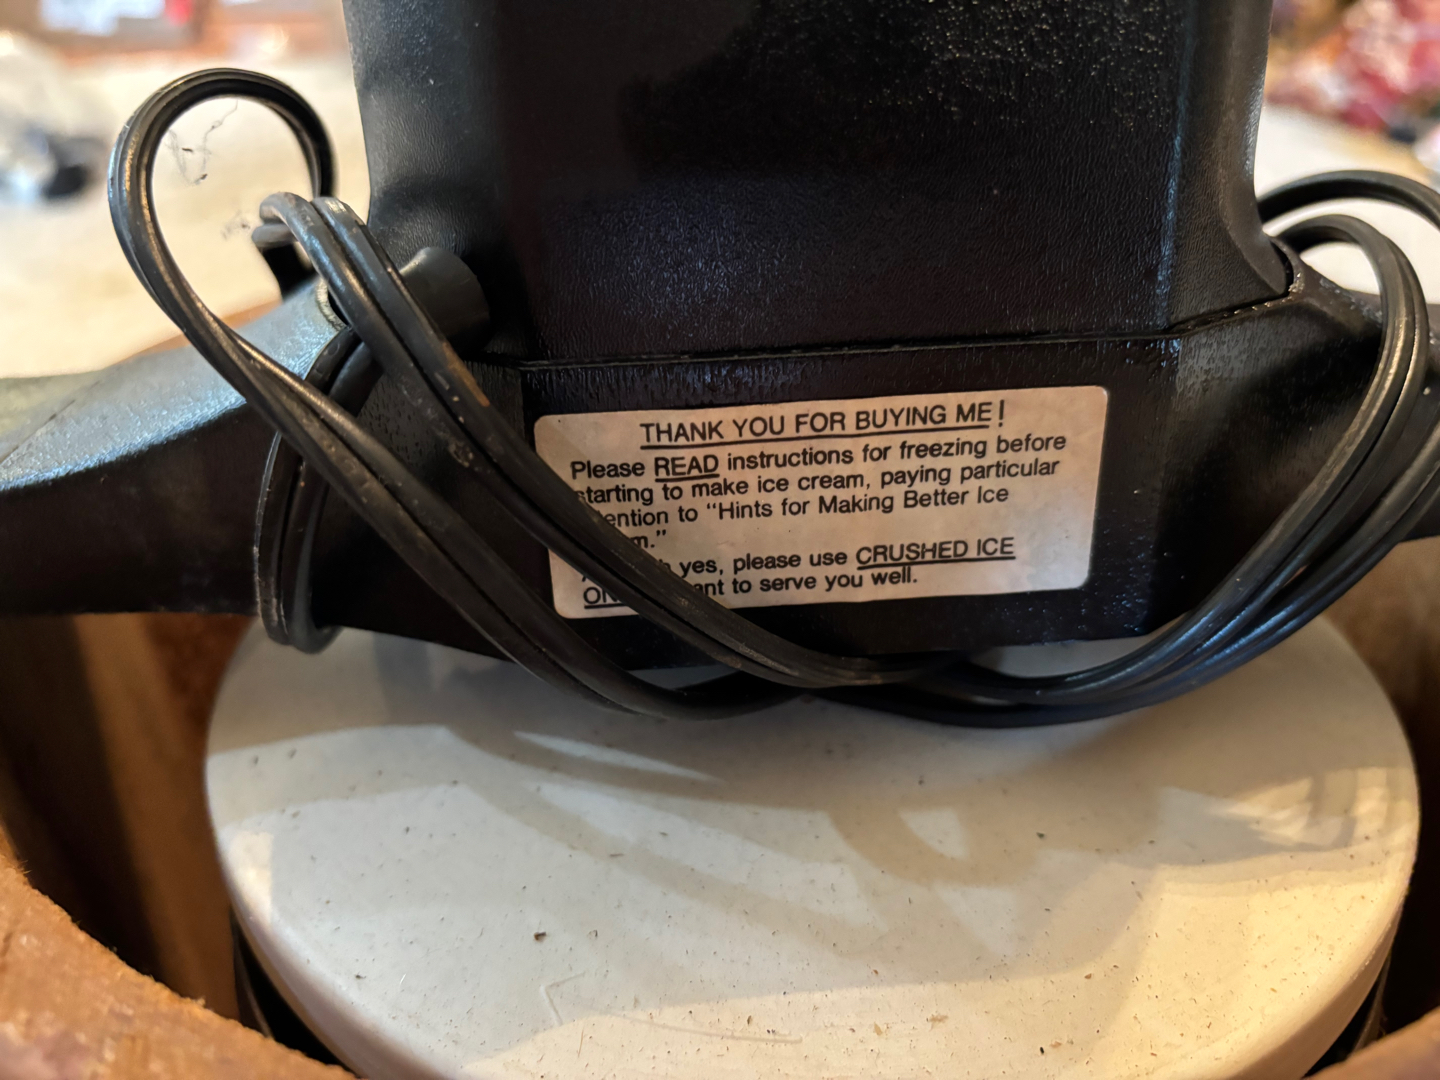 THANK YOU FOR BUYING ME!
Please READ instructions for freezing before
starting to make ice cream, paying particular
to "Hints for Making Better Ice
yes, please use CRUSHED ICE
to serve you well.